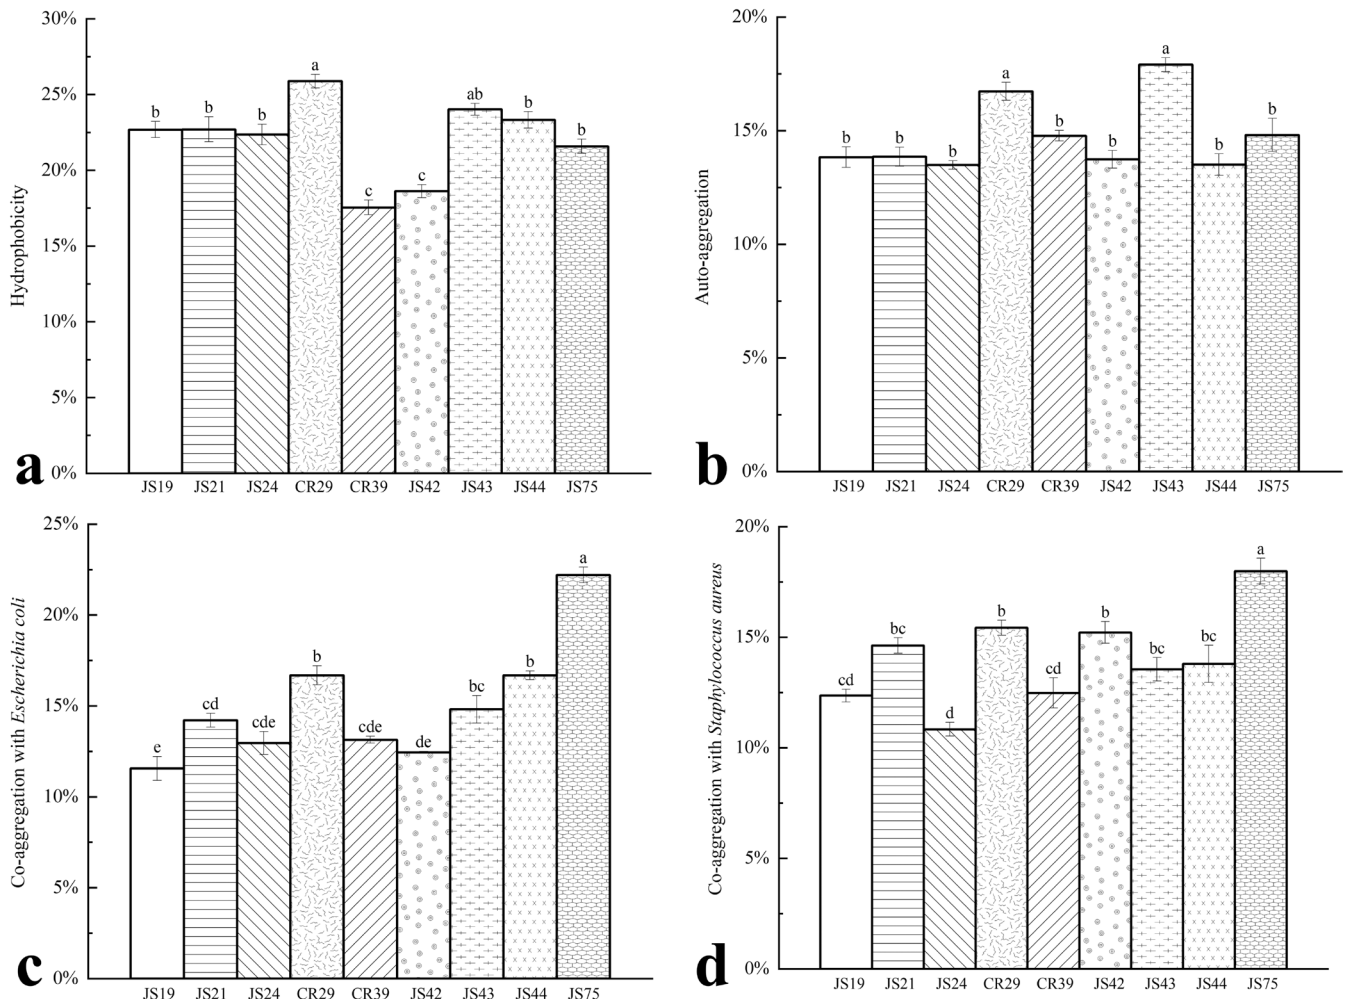 30%
25%
20%
15%
10%
5%
0%
Hydrophobicity
b b b a c c ab b b
a
JS19 JS21 JS24 CR29 CR39 JS42 JS43 JS44 JS75
20%
15%
10%
5%
0%
Auto-aggregation
b b b a b b a b b
b
JS19 JS21 JS24 CR29 CR39 JS42 JS43 JS44 JS75
25%
20%
15%
10%
5%
0%
Co-aggregation with Escherichia coli
e cd cde b cde de bc b a
c
JS19 JS21 JS24 CR29 CR39 JS42 JS43 JS44 JS75
20%
15%
10%
5%
0%
Co-aggregation with Staphylococcus aureus
cd bc d b cd b bc bc a
d
JS19 JS21 JS24 CR29 CR39 JS42 JS43 JS44 JS75